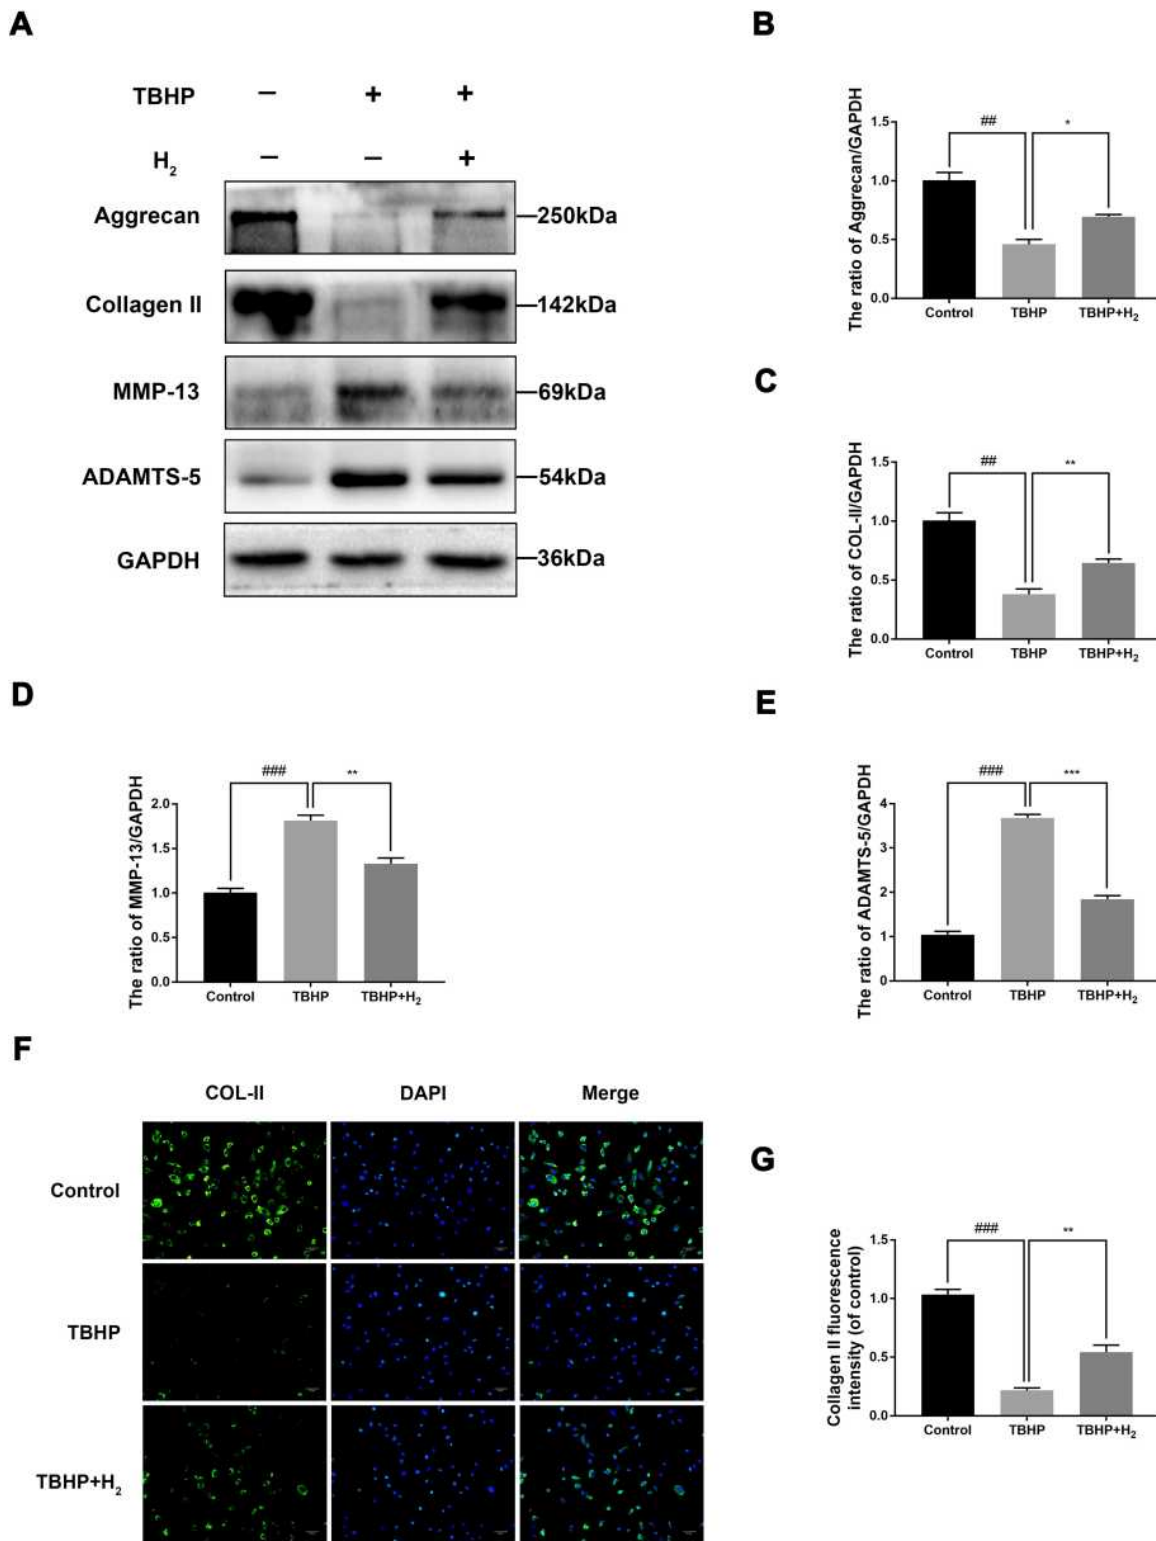 A
TBHP − + +
H₂ − − +
Aggrecan 250kDa
Collagen II 142kDa
MMP-13 69kDa
ADAMTS-5 54kDa
GAPDH 36kDa
B
The ratio of Aggrecan/GAPDH
1.5
1.0
0.5
0.0
## *
Control TBHP TBHP+H₂
C
The ratio of COL-II/GAPDH
1.5
1.0
0.5
0.0
## **
Control TBHP TBHP+H₂
D
The ratio of MMP-13/GAPDH
2.0
1.5
1.0
0.5
0.0
### **
Control TBHP TBHP+H₂
E
The ratio of ADAMTS-5/GAPDH
4
3
2
1
0
### ***
Control TBHP TBHP+H₂
F
COL-II DAPI Merge
Control
TBHP
TBHP+H₂
G
Collagen II fluorescence
intensity (of control)
1.5
1.0
0.5
0.0
### **
Control TBHP TBHP+H₂